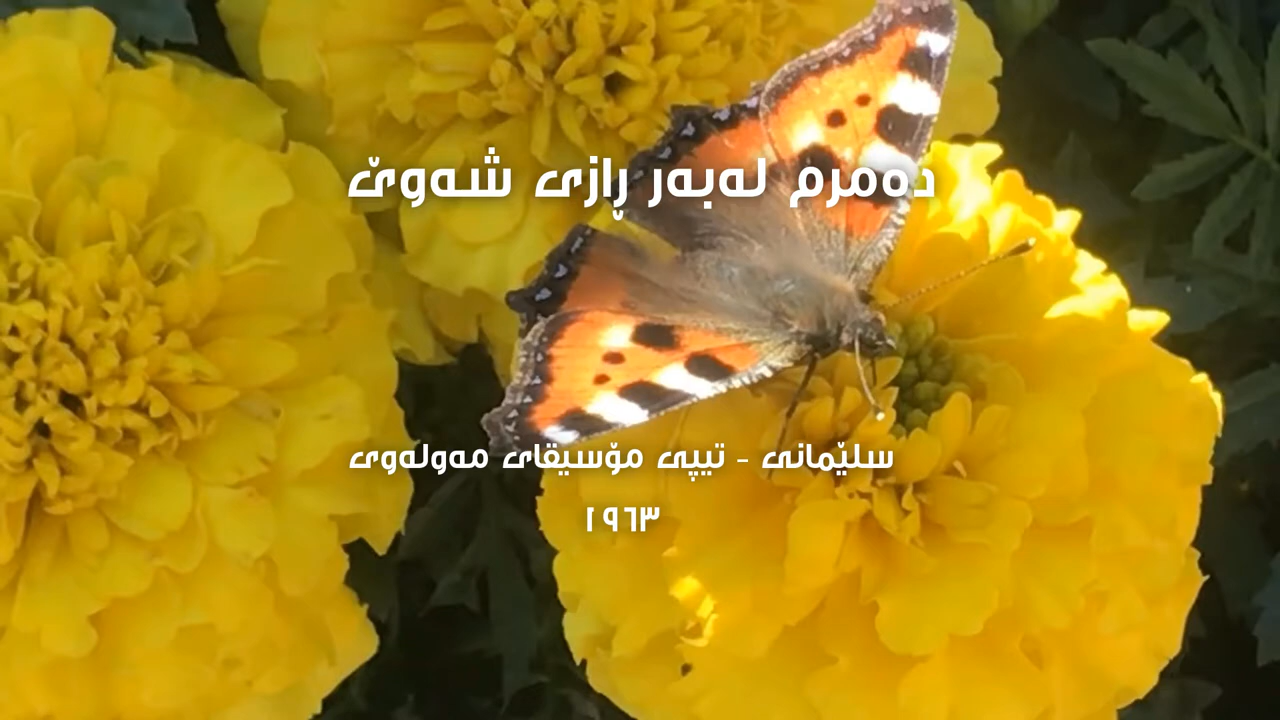 دەمرم لەبەر ڕازی شەوێ
سلێمانی - تیپی مۆسیقای مەولەوی
١٩٦٣